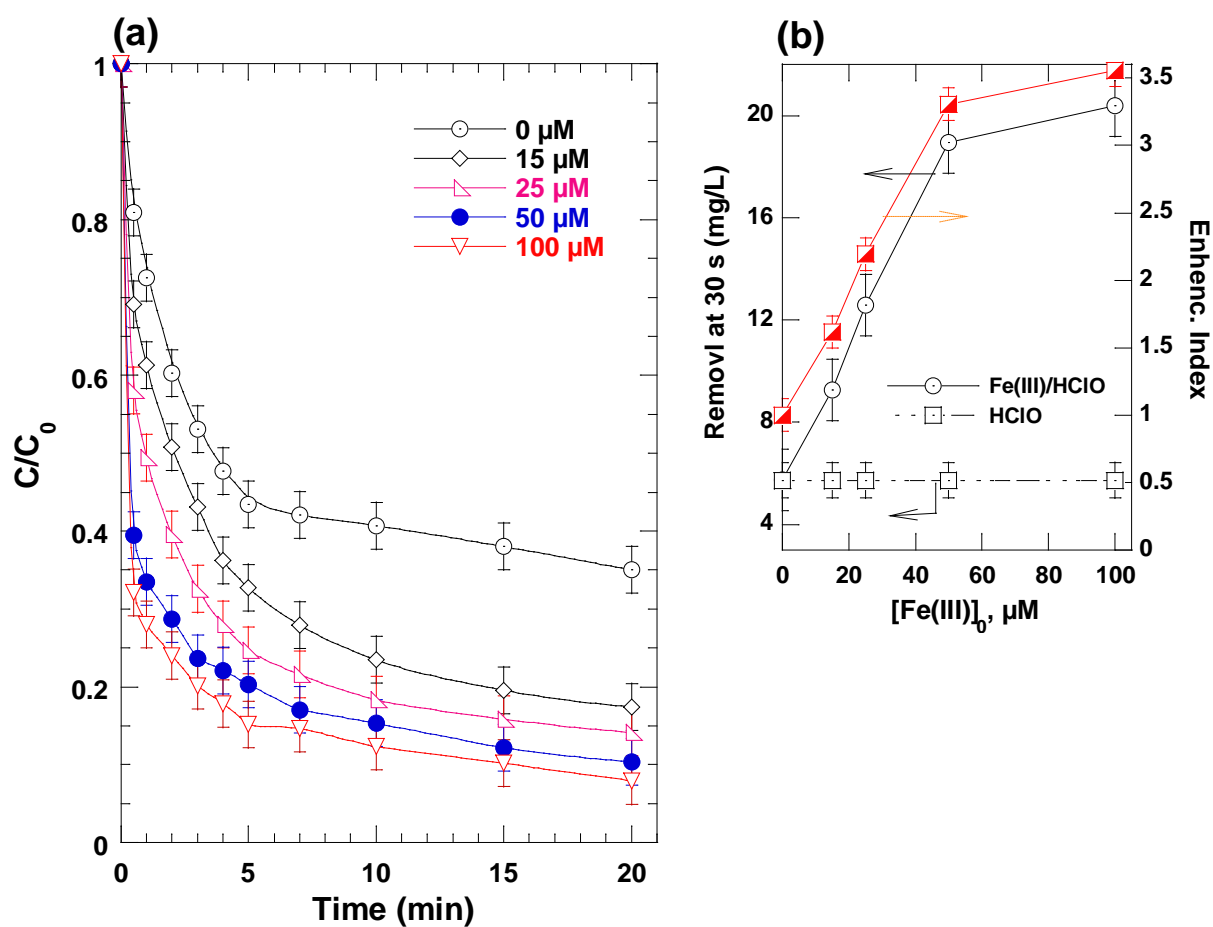 (a)
1
0.8
0.6
0.4
0.2
0
C/C0
0 µM
15 µM
25 µM
50 µM
100 µM
0
5
10
15
20
Time (min)
(b)
20
16
12
8
4
Removl at 30 s (mg/L)
3.5
3
2.5
2
1.5
1
0.5
0
Enhenc. Index
Fe(III)/HClO
HClO
0
20
40
60
80
100
[Fe(III)]0, µM